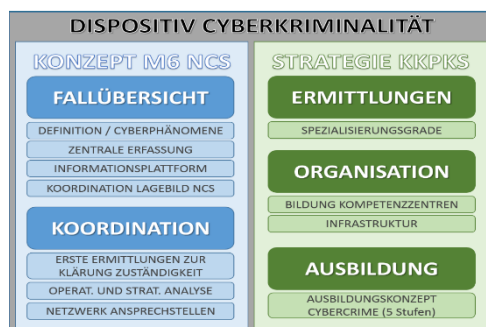 DISPOSITIV CYBERKRIMINALITÄT
KONZEPT M6 NCS
FALLÜBERSICHT
DEFINITION / CYBERPHÄNOMENE
ZENTRALE ERFASSUNG
INFORMATIONSPLATTFORM
KOORDINATION LAGEBILD NCS
KOORDINATION
ERSTE ERMITTLUNGEN ZUR
KLÄRUNG ZUSTÄNDIGKEIT
OPERAT. UND STRAT. ANALYSE
NETZWERK ANSPRECHSTELLEN
STRATEGIE KKPKS
ERMITTLUNGEN
SPEZIALISIERUNGSGRADE
ORGANISATION
BILDUNG KOMPETENZZENTREN
INFRASTRUKTUR
AUSBILDUNG
AUSBILDUNGSKONZEPT
CYBERCRIME (5 Stufen)